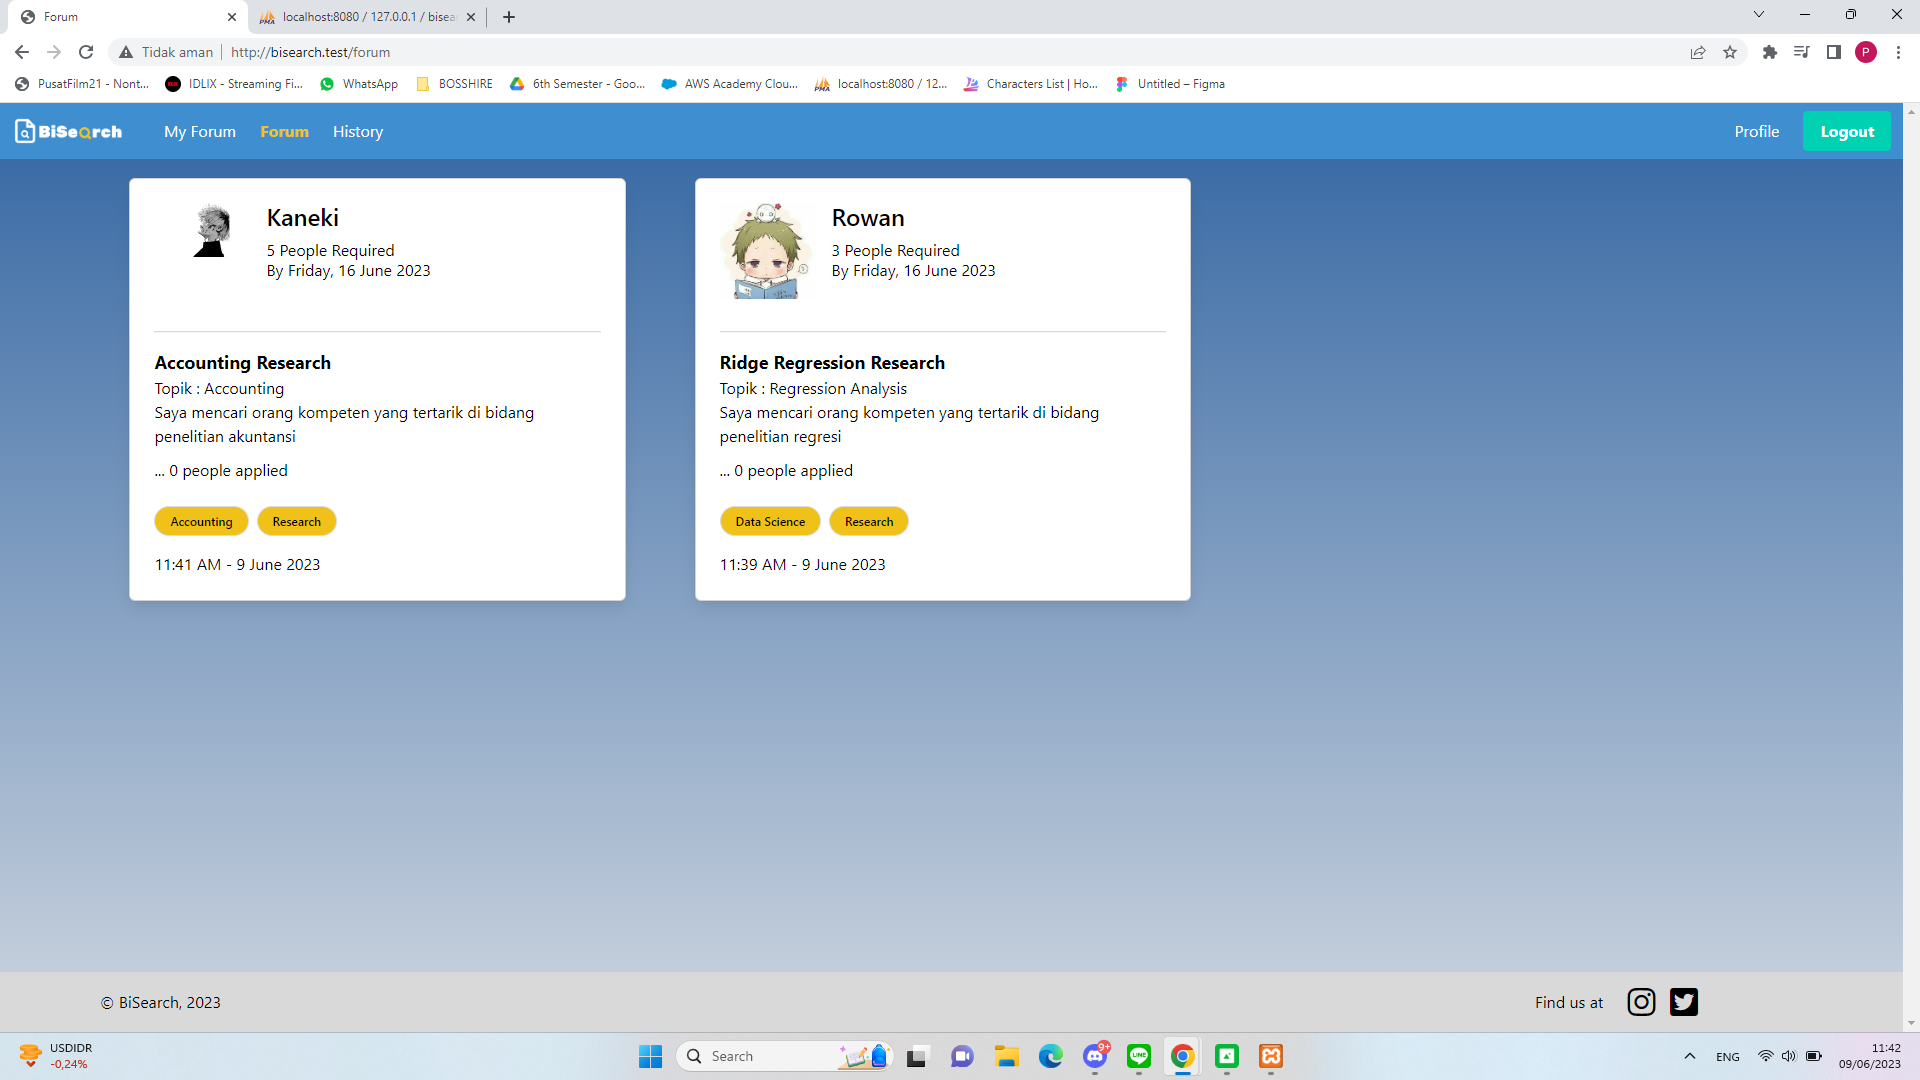 Forum
localhost:8080 / 127.0.0.1 / bisea
Tidak aman
http://bisearch.test/forum
P
PusatFilm21 - Nont...
IDLIX - Streaming Fi...
WhatsApp
BOSSHIRE
6th Semester - Goo...
AWS Academy Clou...
PMA
localhost:8080 / 12...
Characters List | Ho...
Untitled – Figma
BiSearch
My Forum
Forum
History
Profile
Logout
Kaneki
5 People Required
By Friday, 16 June 2023
Accounting Research
Topik : Accounting
Saya mencari orang kompeten yang tertarik di bidang
penelitian akuntansi
... 0 people applied
Accounting
Research
11:41 AM - 9 June 2023
Rowan
3 People Required
By Friday, 16 June 2023
Ridge Regression Research
Topik : Regression Analysis
Saya mencari orang kompeten yang tertarik di bidang
penelitian regresi
... 0 people applied
Data Science
Research
11:39 AM - 9 June 2023
© BiSearch, 2023
Find us at
USDIDR
-0,24%
Search
9+
LINE
ENG
11:42
09/06/2023